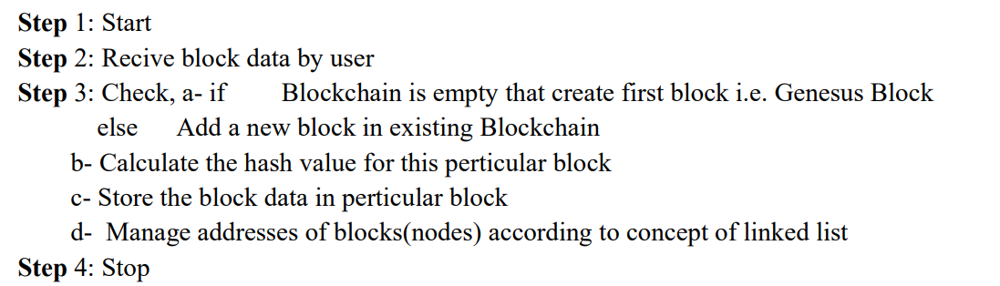 Step 1: Start
Step 2: Recive block data by user
Step 3: Check, a- if Blockchain is empty that create first block i.e. Genesus Block
else Add a new block in existing Blockchain
b- Calculate the hash value for this perticular block
c- Store the block data in perticular block
d- Manage addresses of blocks(nodes) according to concept of linked list
Step 4: Stop